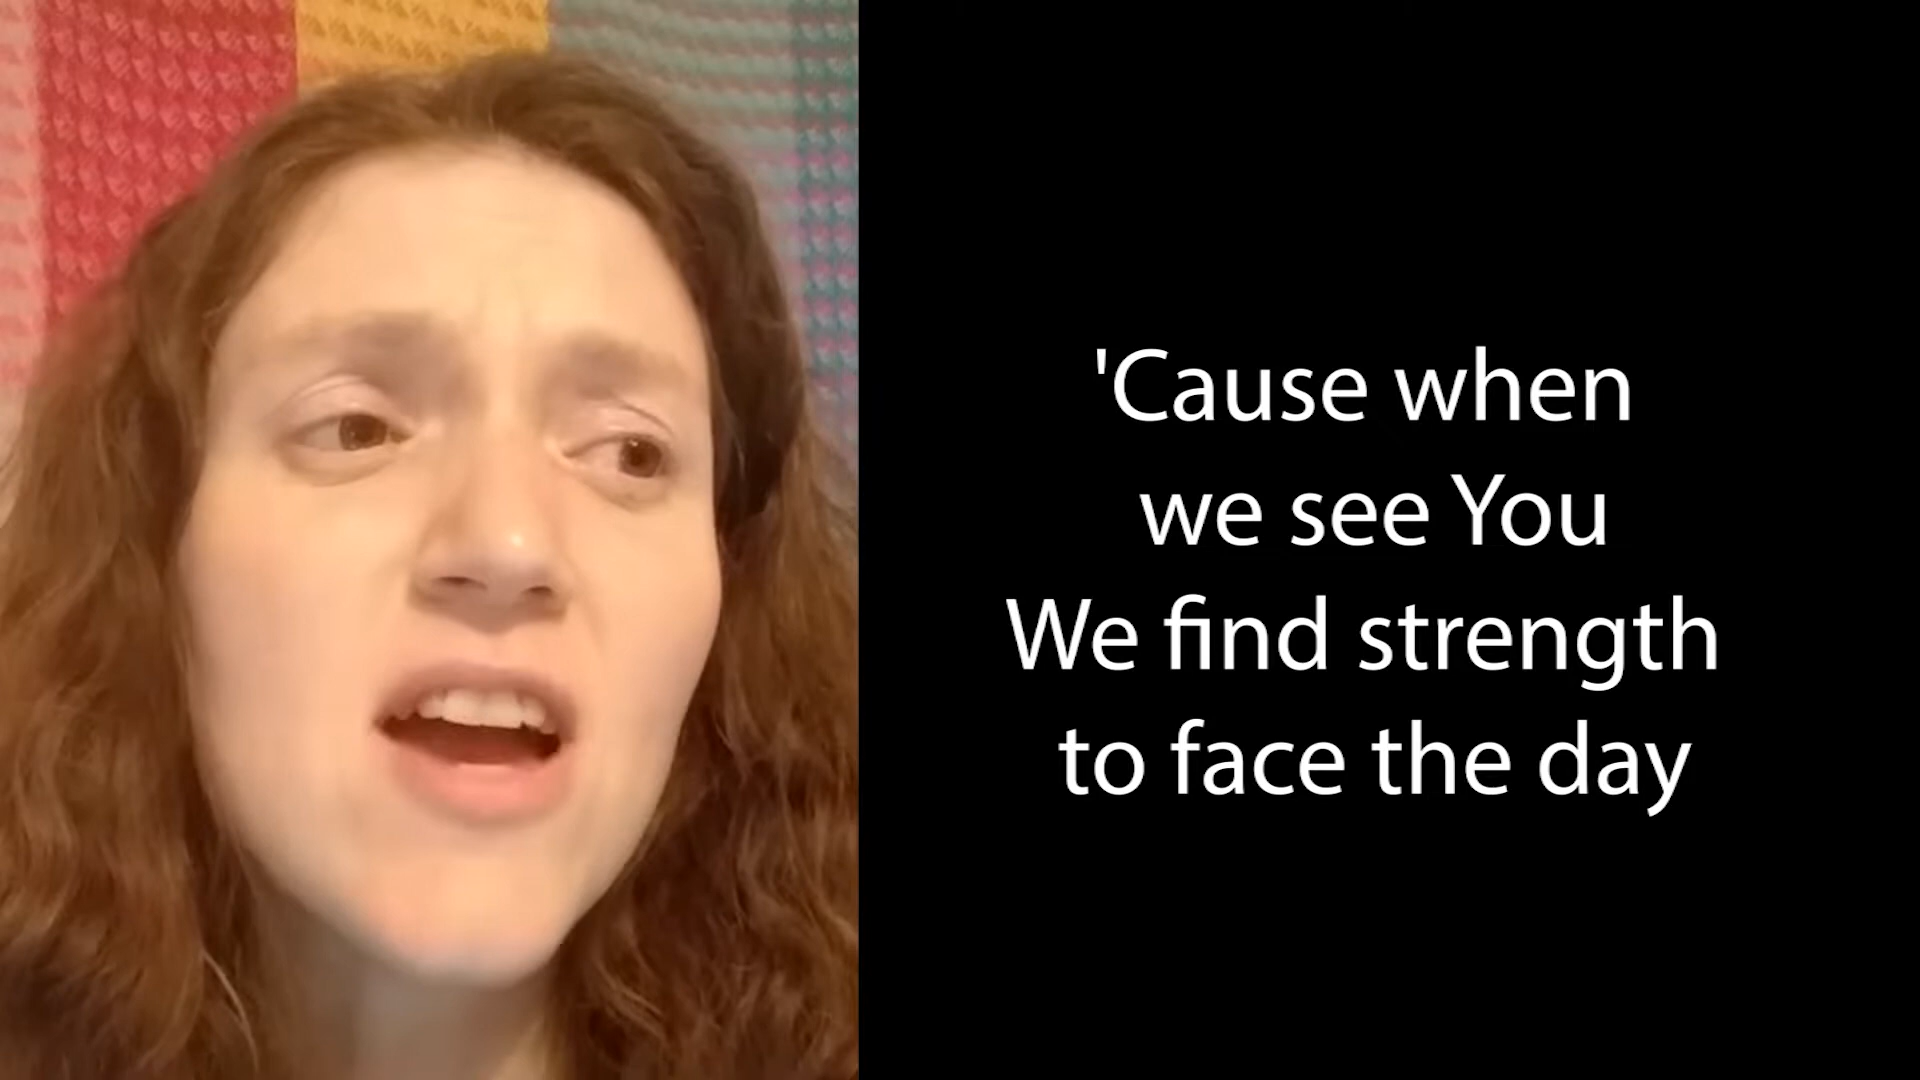 'Cause when
we see You
We find strength
to face the day